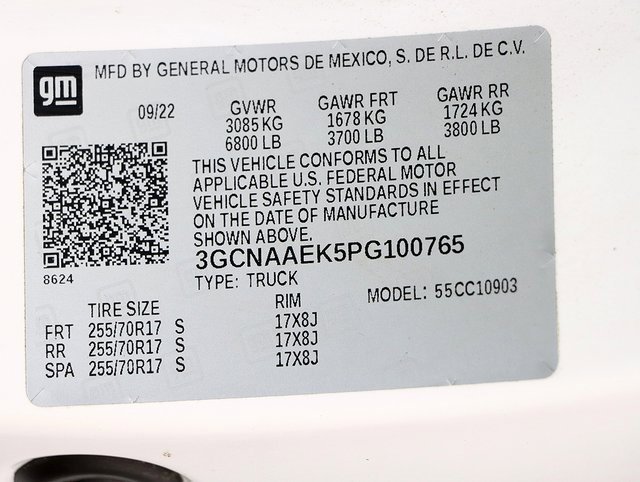 gm MFD BY GENERAL MOTORS DE MEXICO, S. DE R.L. DE C.V.
09/22 GVWR GAWR FRT GAWR RR
3085 KG 1678 KG 1724 KG
6800 LB 3700 LB 3800 LB
THIS VEHICLE CONFORMS TO ALL
APPLICABLE U.S. FEDERAL MOTOR
VEHICLE SAFETY STANDARDS IN EFFECT
ON THE DATE OF MANUFACTURE
SHOWN ABOVE.
3GCNAAEK5PG100765
8624 TYPE: TRUCK MODEL: 55CC10903
TIRE SIZE RIM
FRT 255/70R17 S 17X8J
RR 255/70R17 S 17X8J
SPA 255/70R17 S 17X8J